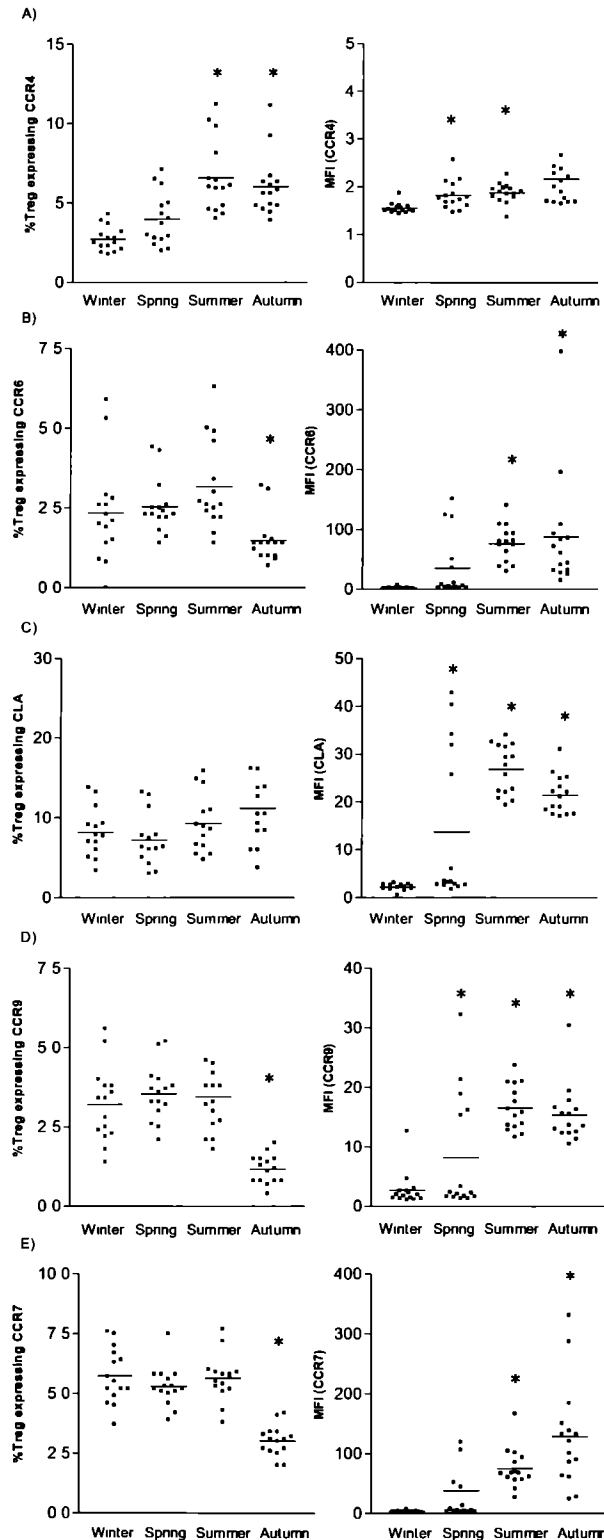 A)
%Treg expressing CCR4
15
10
5
0
* *
Winter Spring Summer Autumn
MFI (CCR4)
5
4
3
2
1
0
* *
Winter Spring Summer Autumn
B)
%Treg expressing CCR6
7 5
5 0
2 5
0 0
*
Winter Spring Summer Autumn
MFI (CCR6)
400
300
200
100
0
* *
Winter Spring Summer Autumn
C)
%Treg expressing CLA
30
20
10
0
Winter Spring Summer Autumn
MFI (CLA)
50
40
30
20
10
0
* * *
Winter Spring Summer Autumn
D)
%Treg expressing CCR9
7 5
5 0
2 5
0 0
*
Winter Spring Summer Autumn
MFI (CCR9)
40
30
20
10
0
* * *
Winter Spring Summer Autumn
E)
%Treg expressing CCR7
10 0
7 5
5 0
2 5
0 0
*
Winter Spring Summer Autumn
MFI (CCR7)
400
300
200
100
0
* *
Winter Spring Summer Autumn